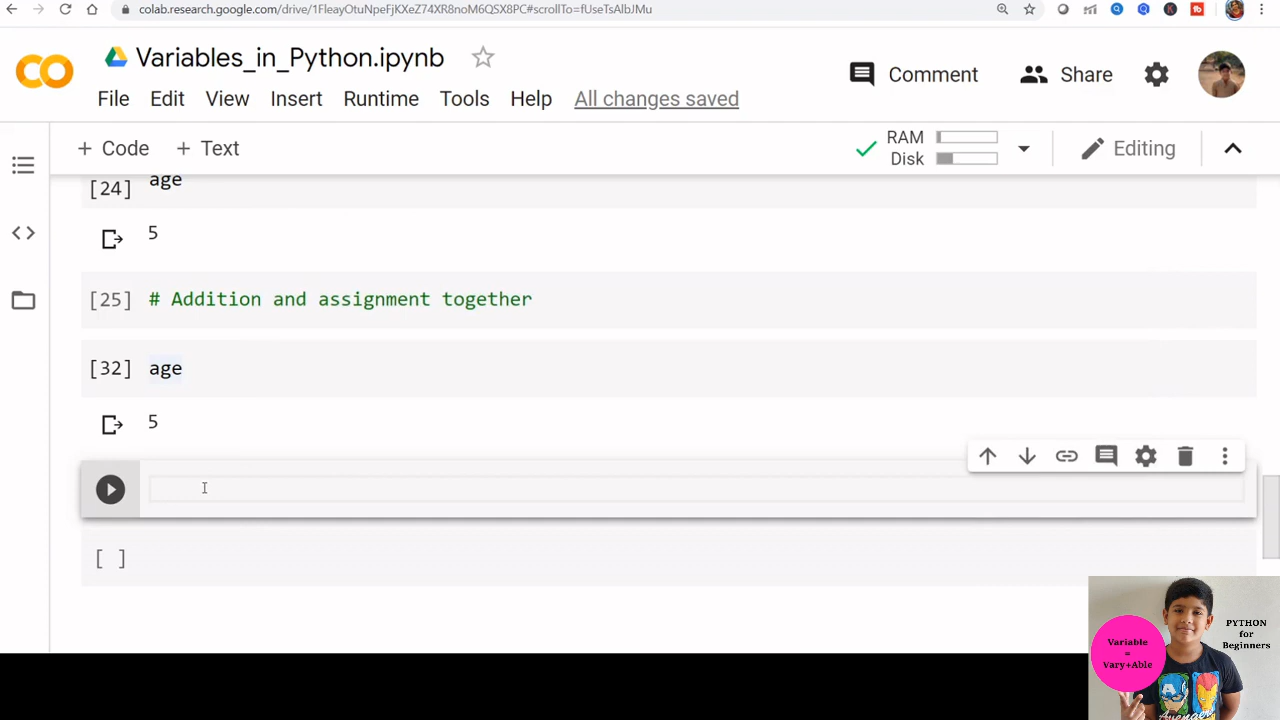 colab.research.google.com/drive/1FleayOtuNpeFjKXeZ74XR8noM6QSX8PC#scrollTo=fUseTsAlbJMu
Variables_in_Python.ipynb
Comment
Share
File Edit View Insert Runtime Tools Help All changes saved
+ Code + Text
RAM
Disk
Editing
[24] age
5
[25] # Addition and assignment together
[32] age
5
[ ]
Variable
=
Vary+Able
PYTHON
for
Beginners
Avengers